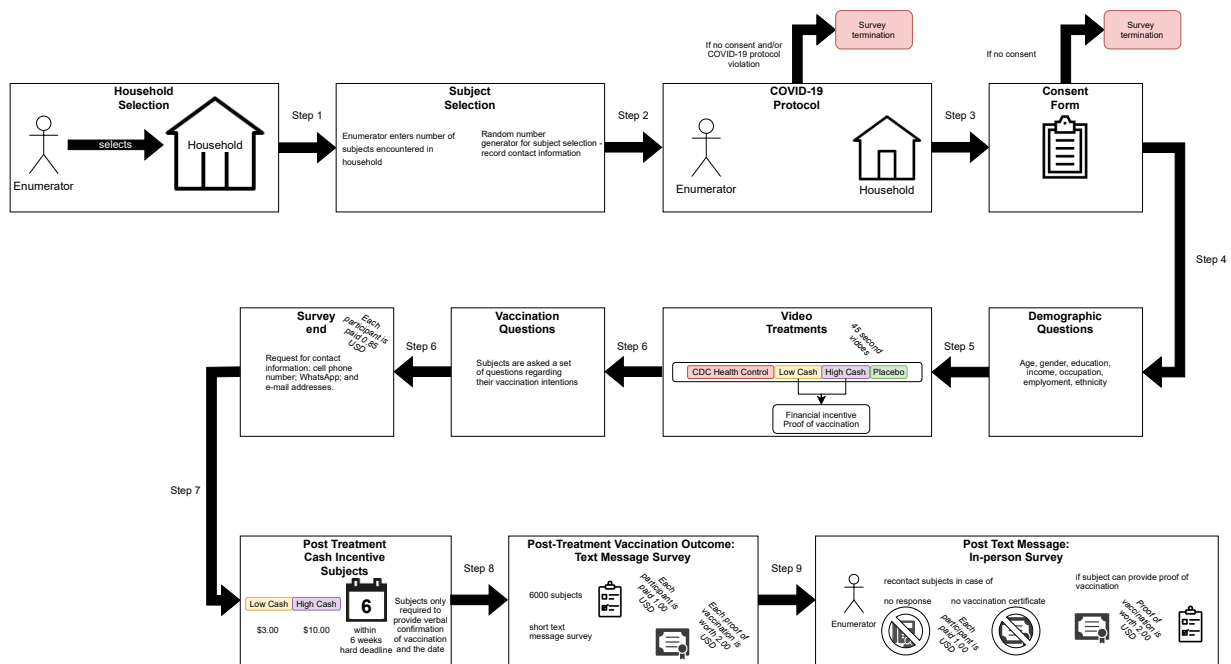 Survey
termination
If no consent and/or
COVID-19 protocol
violation
Survey
termination
If no consent
Household
Selection
selects
Household
Enumerator
Step 1
Subject
Selection
Enumerator enters number of
subjects encountered in
household
Random number
generator for subject selection -
record contact information
Step 2
COVID-19
Protocol
Enumerator
Household
Step 3
Consent
Form
Step 4
Survey
end
Each
participant is
paid 0.85
USD
Request for contact
information: cell phone
number; WhatsApp; and
e-mail addresses.
Step 6
Vaccination
Questions
Subjects are asked a set
of questions regarding
their vaccination intentions
Step 6
Video
Treatments
45 second
vidoes
CDC Health Control
Low Cash
High Cash
Placebo
Financial incentive
Proof of vaccination
Step 5
Demographic
Questions
Age, gender, education,
income, occupation,
emplyoment, ethnicity
Step 7
Post Treatment
Cash Incentive
Subjects
Low Cash
High Cash
$3.00
$10.00
6
within
6 weeks
hard deadline
Subjects only
required to
provide verbal
confirmation
of vaccination
and the date
Step 8
Post-Treatment Vaccination Outcome:
Text Message Survey
6000 subjects
short text
message survey
Each
participant is
paid 1.00
USD
Each proof of
vaccination is
worth 2.00
USD
Step 9
Post Text Message:
In-person Survey
Enumerator
recontact subjects in case of
no response
no vaccination certificate
Each
participant is
paid 1.00
USD
if subject can provide proof of
vaccination
Proof of
vaccination is
worth 2.00
USD